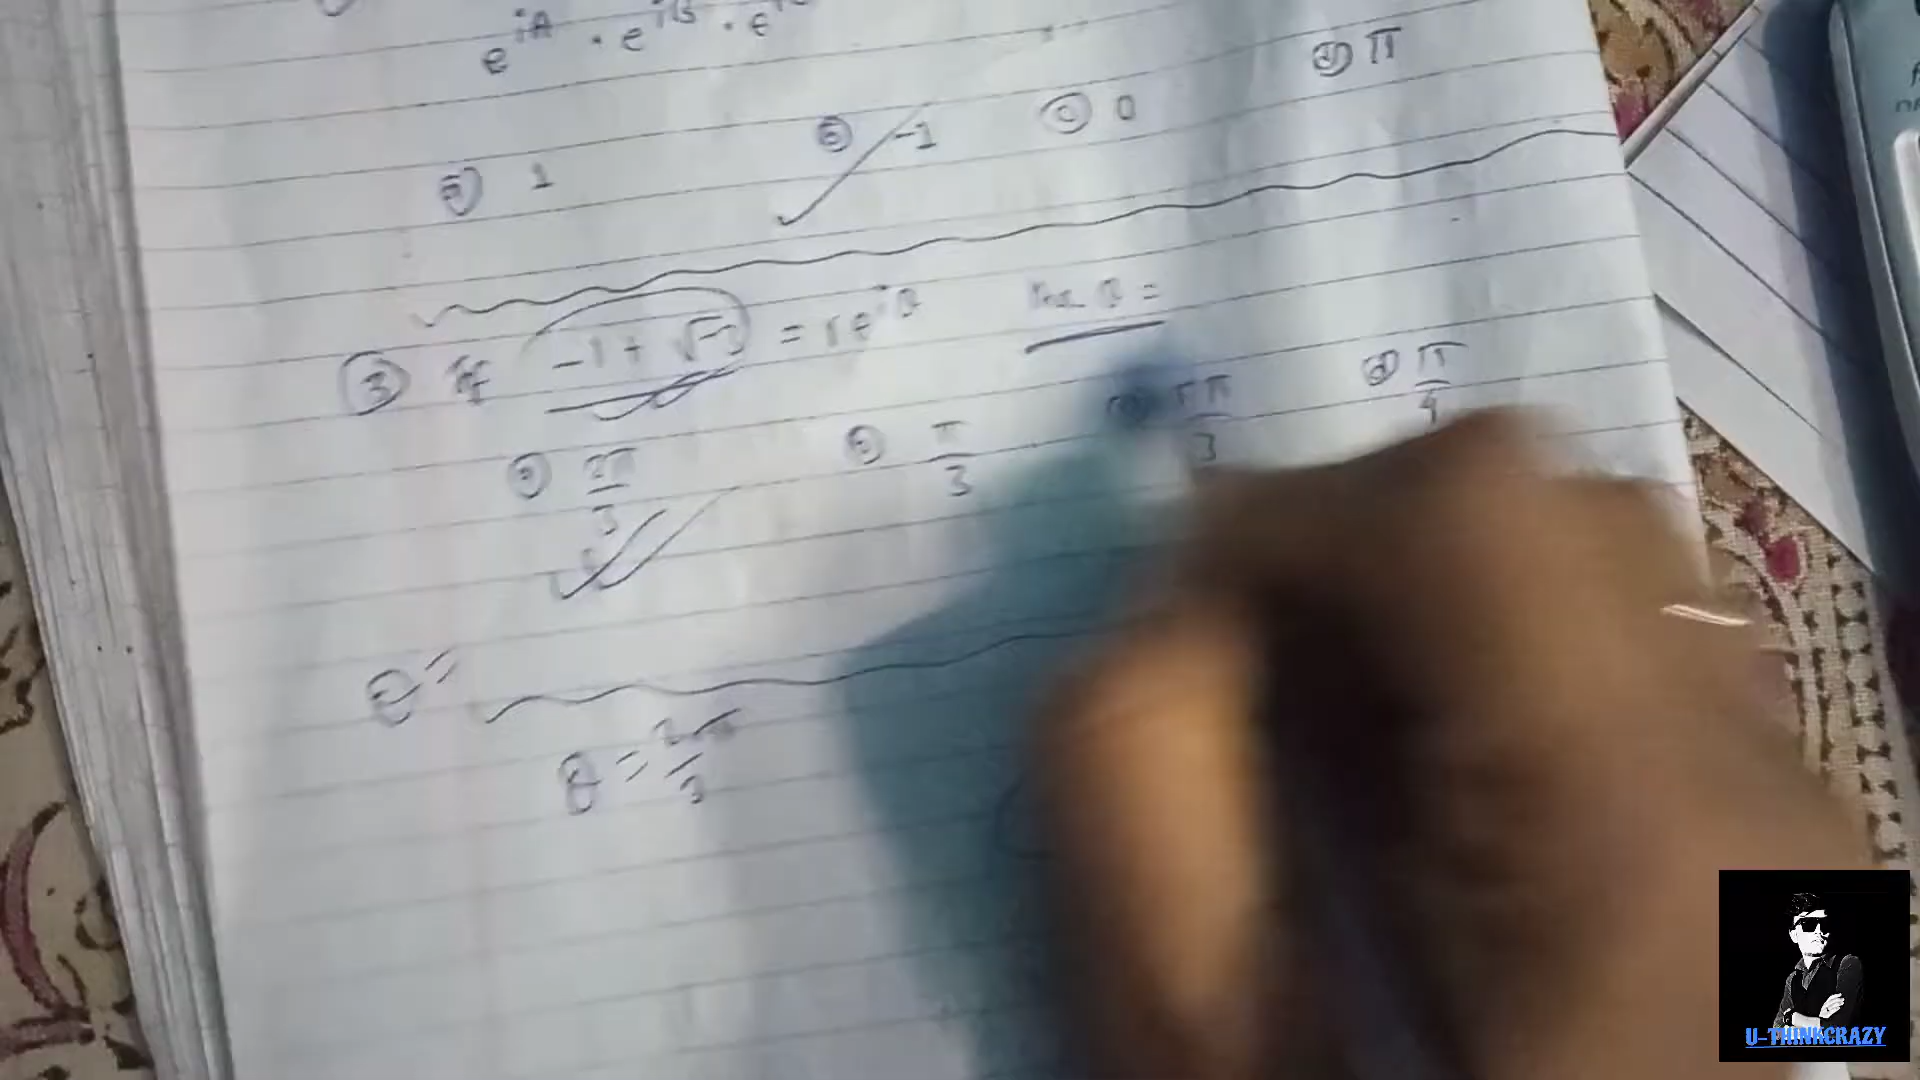 e^iA . e^iB . e^i
(a) 1 (b) -1 (c) 0 (d) π
(3) If -1 + √-3 = re^iθ then θ =
(a) 2π/3 (b) π/3 π/3 (d) π/4
θ =
θ = 2π/3
U-THINKCRAZY